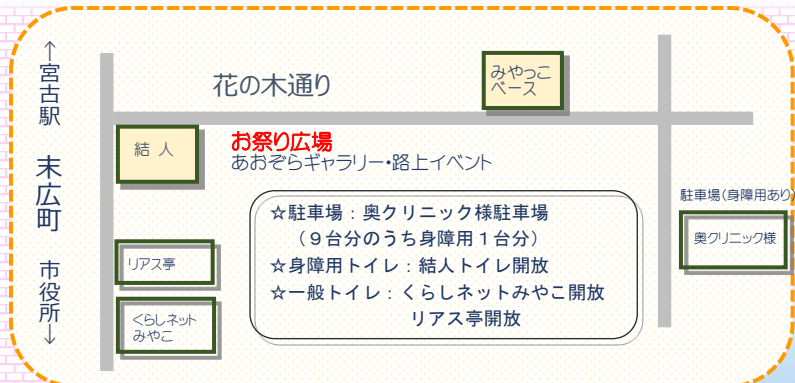 ↑宮古駅 末広町 市役所↓
花の木通り
みやっこ
ベース
結 人
お祭り広場
あおぞらギャラリー・路上イベント
駐車場(身障用あり)
奥クリニック様
☆駐車場：奥クリニック様駐車場
（９台分のうち身障用１台分）
☆身障用トイレ：結人トイレ開放
☆一般トイレ：くらしネットみやこ開放
リアス亭開放
リアス亭
くらしネット
みやこ